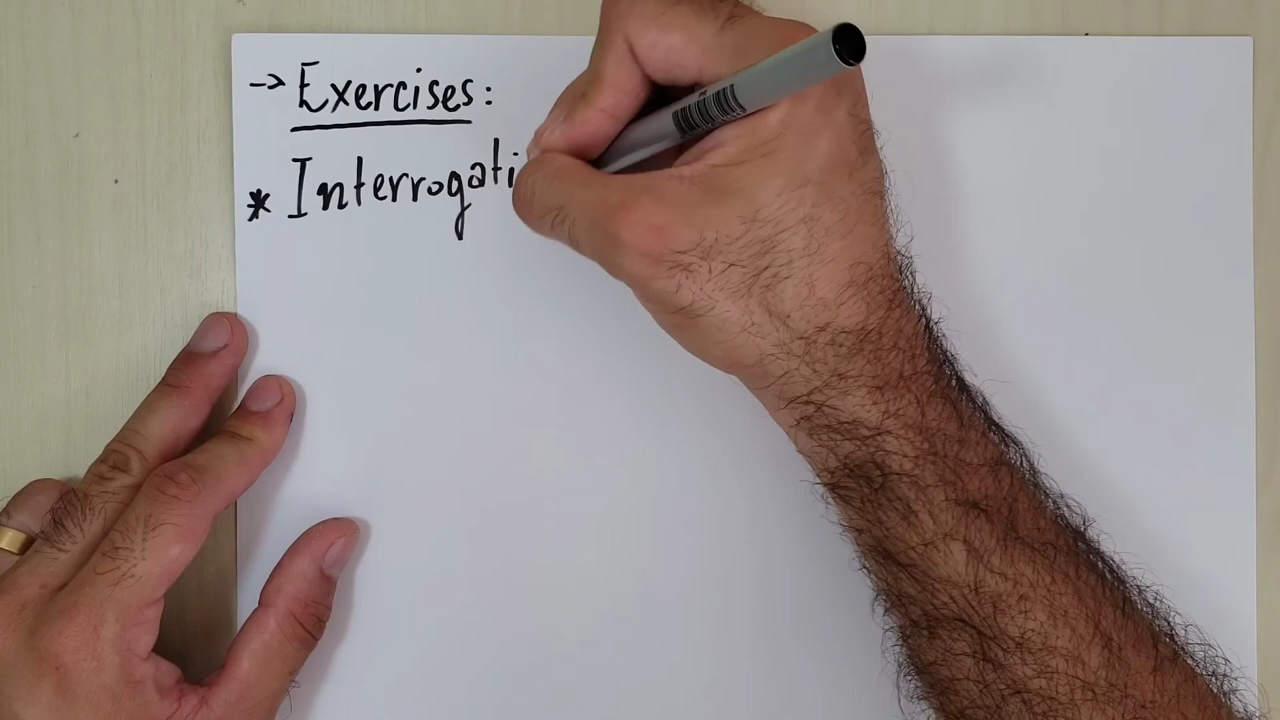 → Exercises:
* Interrogati